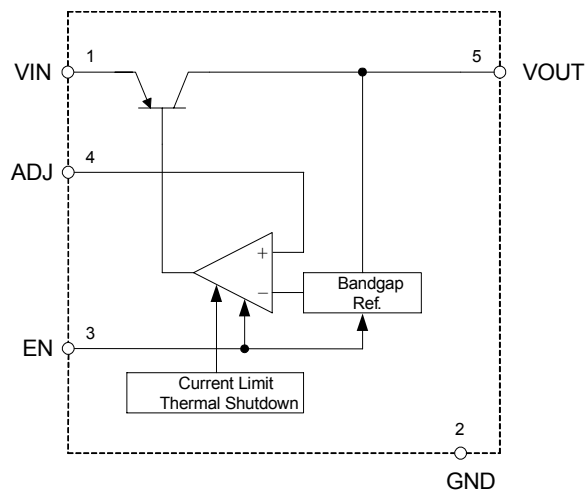 1
VIN
5
VOUT
4
ADJ
+
−
Bandgap
Ref.
3
EN
Current Limit
Thermal Shutdown
2
GND